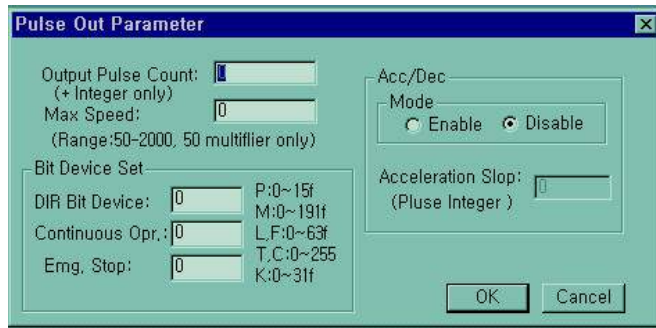 Pulse Out Parameter
Output Pulse Count: 0
(+ Integer only)
Max Speed: 0
(Range:50-2000, 50 multiflier only)
Bit Device Set
DIR Bit Device: 0
Continuous Opr,: 0
Emg, Stop: 0
P:0~15f
M:0~191f
L,F:0~63f
T,C:0~255
K:0~31f
Acc/Dec
Mode
Enable Disable
Acceleration Slop: 0
(Pluse Integer )
OK Cancel